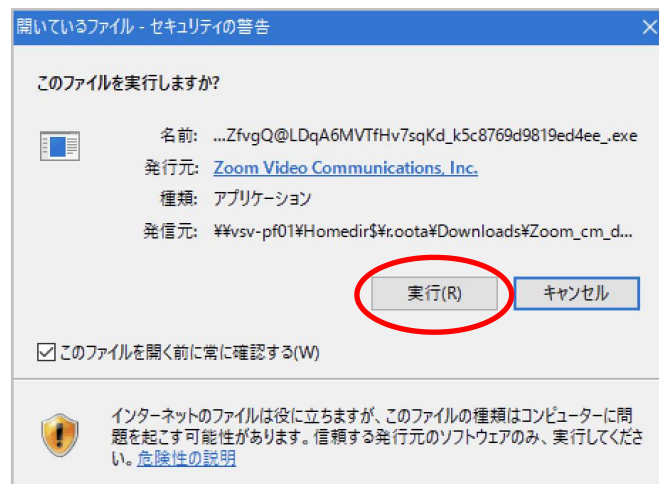 開いているファイル - セキュリティの警告
このファイルを実行しますか?
名前: ...ZfvgQ@LDqA6MVTfHv7sqKd_k5c8769d9819ed4ee_.exe
発行元: Zoom Video Communications, Inc.
種類: アプリケーション
発信元: ¥¥vsv-pf01¥Homedir$¥r.oota¥Downloads¥Zoom_cm_d...
実行(R) キャンセル
このファイルを開く前に常に確認する(W)
インターネットのファイルは役に立ちますが、このファイルの種類はコンピューターに問
題を起こす可能性があります。信頼する発行元のソフトウェアのみ、実行してくださ
い。危険性の説明